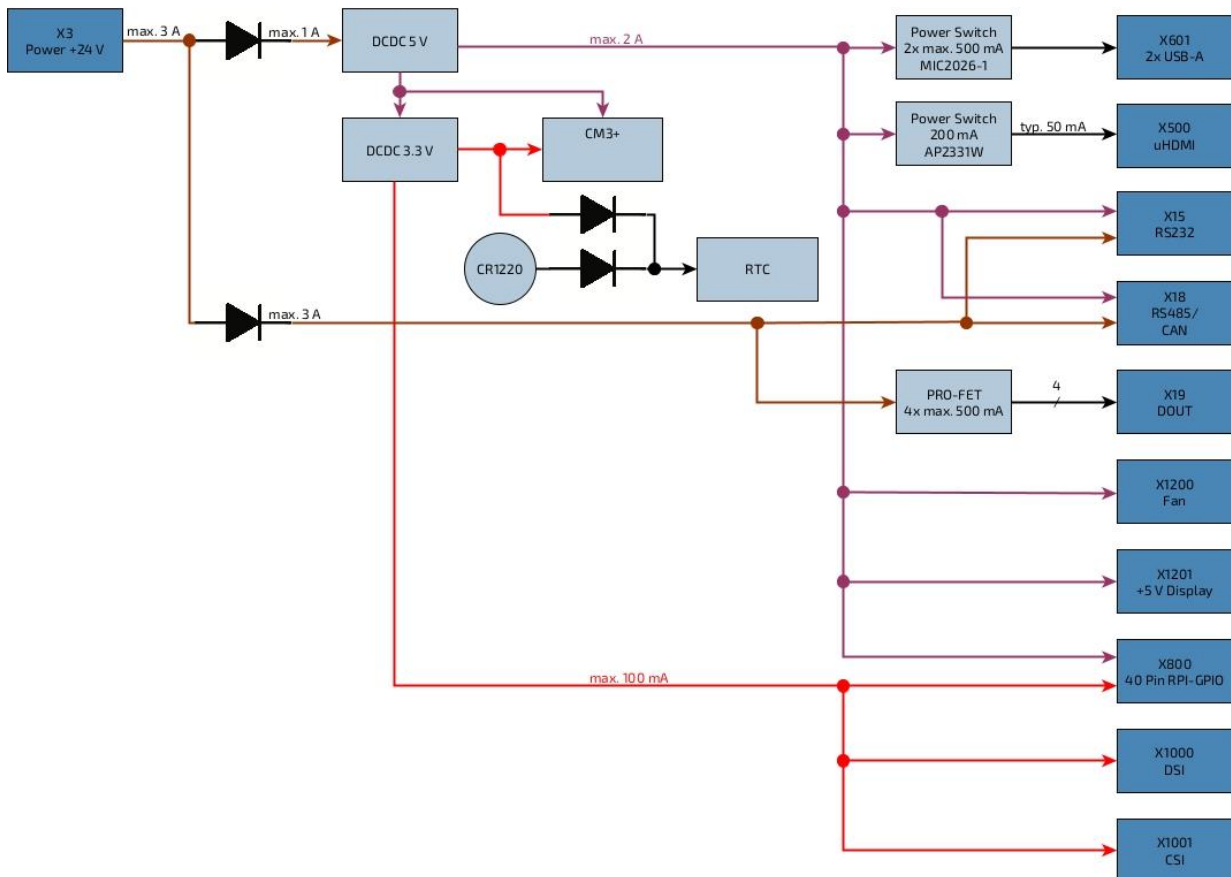 X3
Power +24 V
max. 3 A
max. 1 A
DCDC 5 V
max. 2 A
Power Switch
2x max. 500 mA
MIC2026-1
X601
2x USB-A
DCDC 3.3 V
CM3+
Power Switch
200 mA
AP2331W
typ. 50 mA
X500
uHDMI
X15
RS232
CR1220
RTC
max. 3 A
X18
RS485/
CAN
PRO-FET
4x max. 500 mA
4
/
X19
DOUT
X1200
Fan
X1201
+5 V Display
max. 100 mA
X800
40 Pin RPI-GPIO
X1000
DSI
X1001
CSI